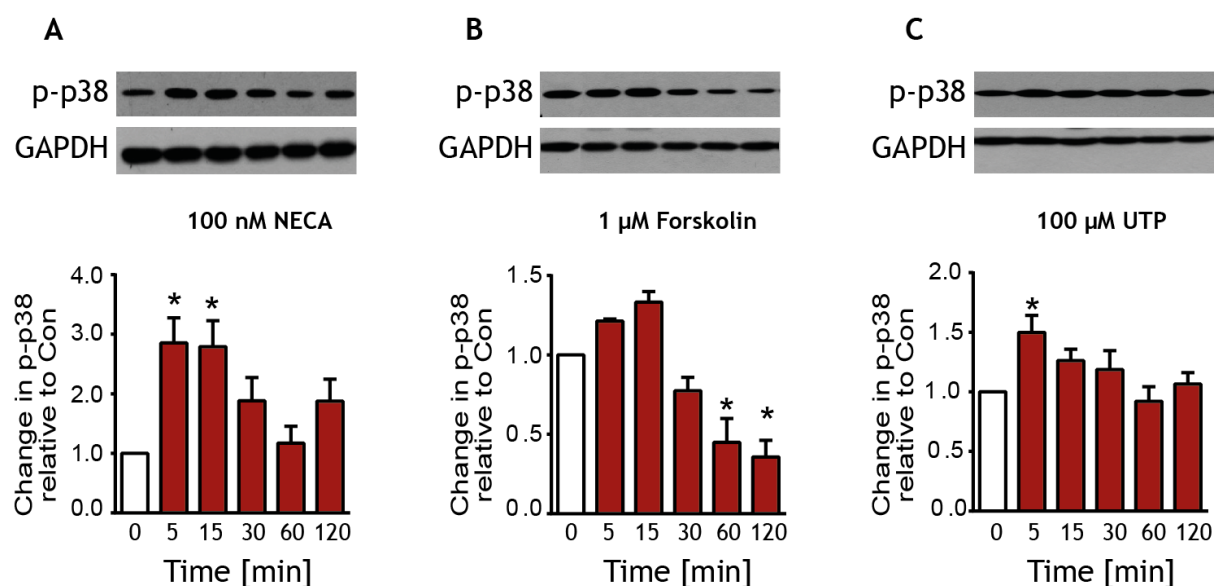 A
p-p38
GAPDH
100 nM NECA
Change in p-p38
relative to Con
4.0
3.0
2.0
1.0
0.0
* *
0 5 15 30 60 120
Time [min]
B
p-p38
GAPDH
1 µM Forskolin
Change in p-p38
relative to Con
1.5
1.0
0.5
0.0
* *
0 5 15 30 60 120
Time [min]
C
p-p38
GAPDH
100 µM UTP
Change in p-p38
relative to Con
2.0
1.5
1.0
0.5
0.0
*
0 5 15 30 60 120
Time [min]